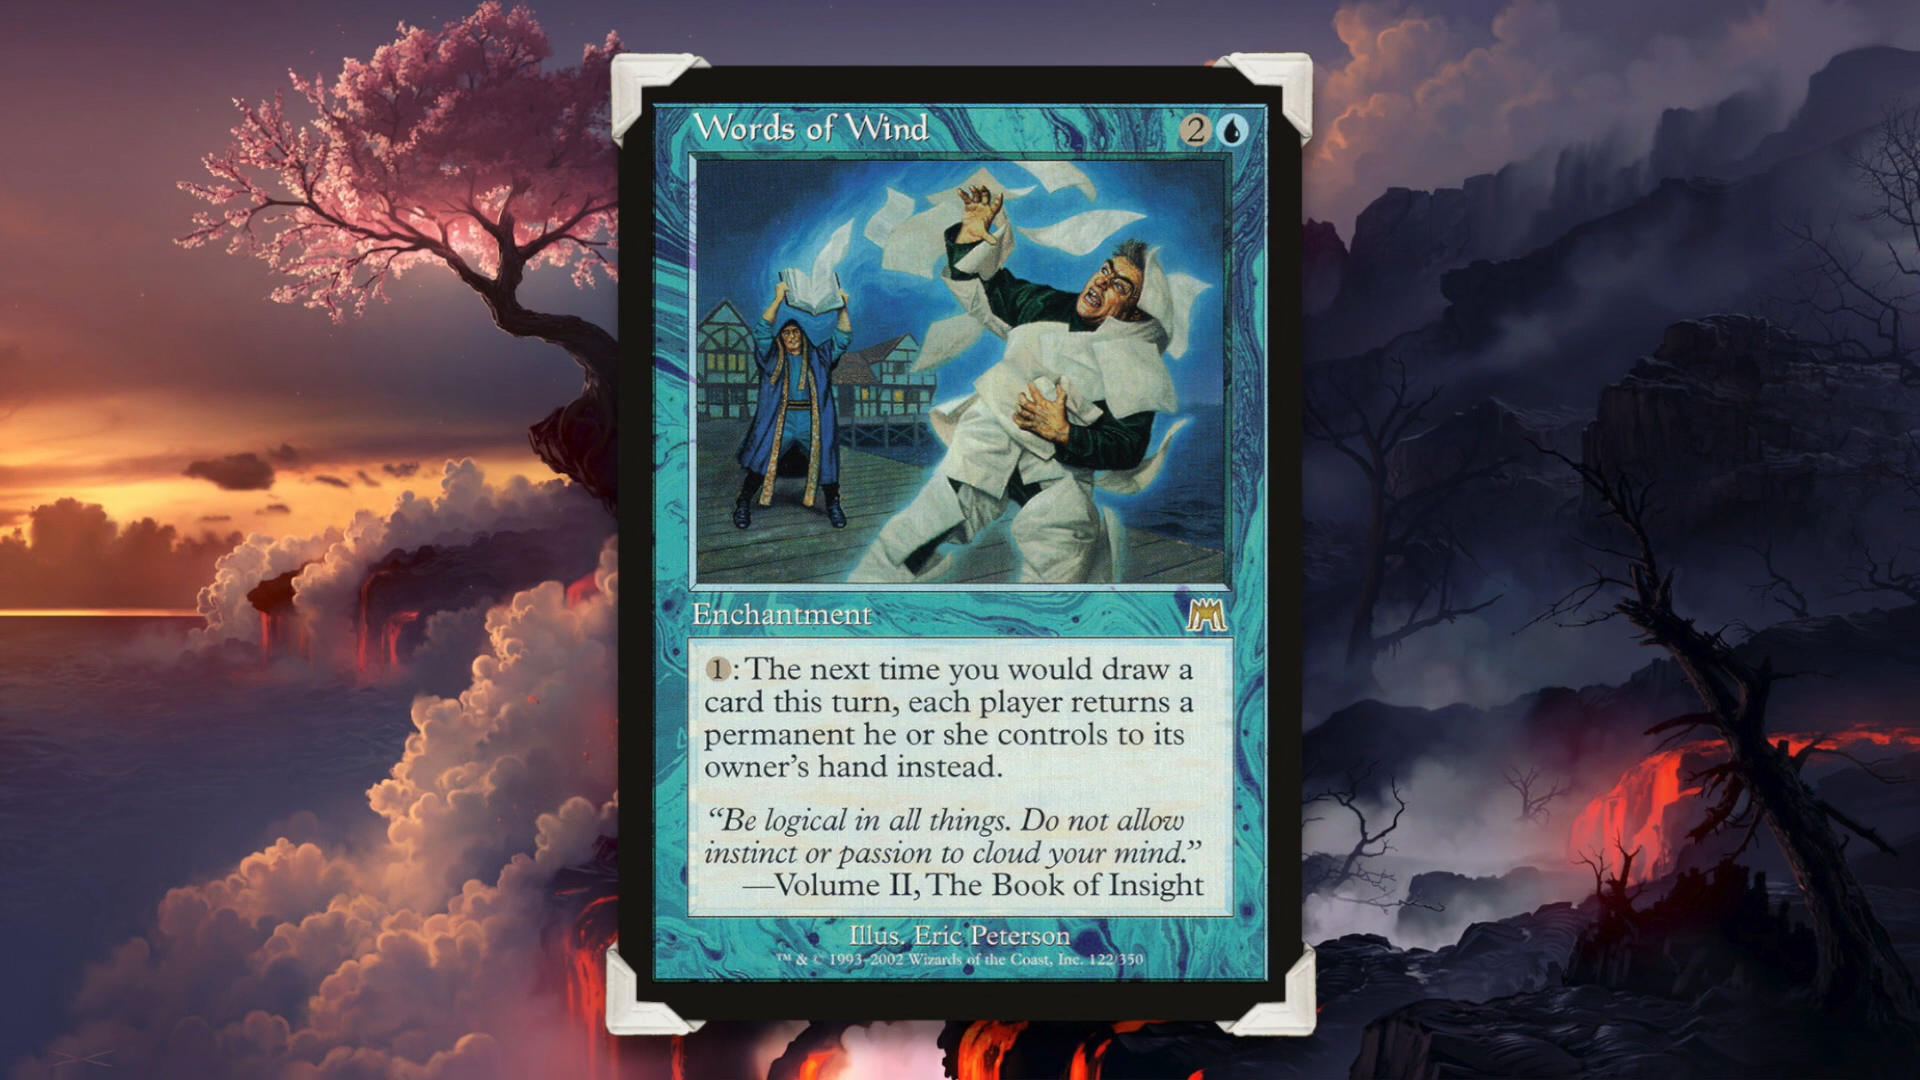 Words of Wind 2
Enchantment
1: The next time you would draw a
card this turn, each player returns a
permanent he or she controls to its
owner's hand instead.
“Be logical in all things. Do not allow
instinct or passion to cloud your mind.”
—Volume II, The Book of Insight
Illus. Eric Peterson
™ & © 1993–2002 Wizards of the Coast, Inc. 122/350